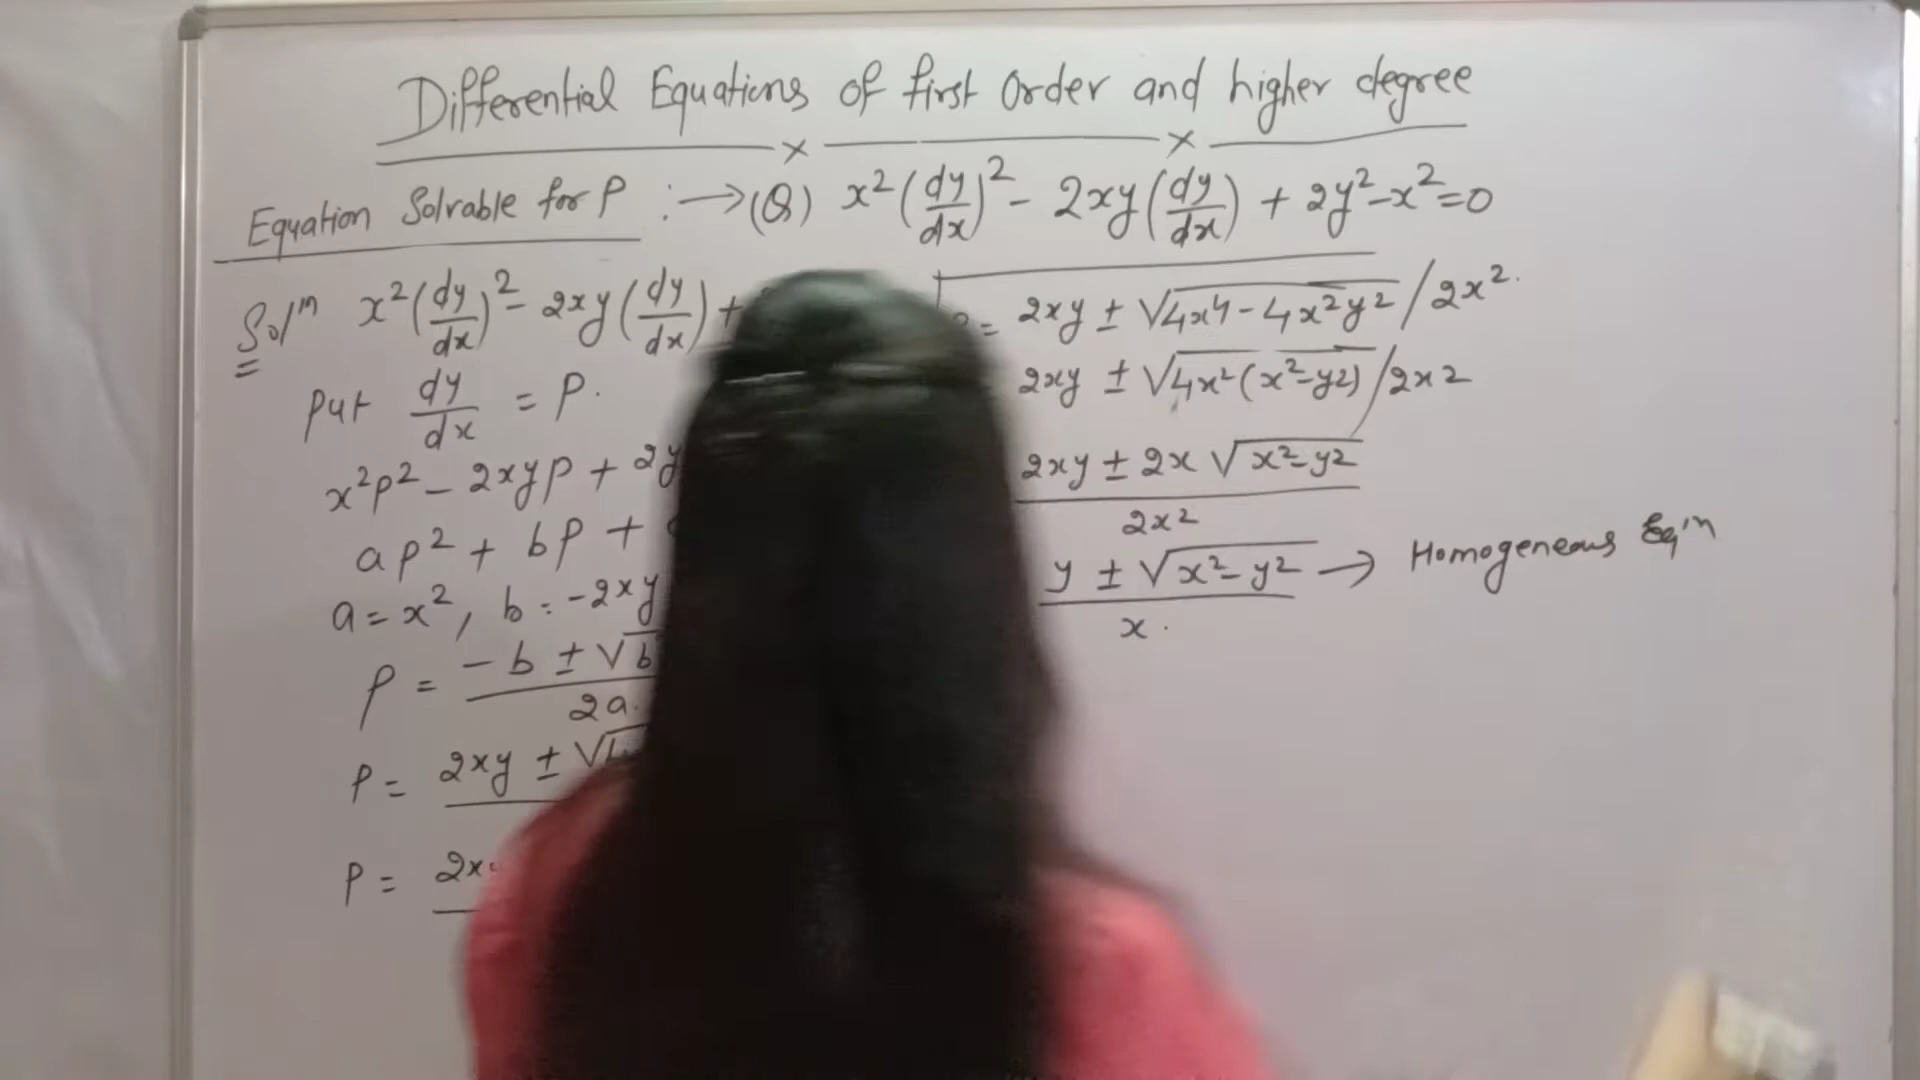 Differential Equations of first Order and higher degree
Equation Solvable for P :→ (Q) x² (dy/dx)² - 2xy (dy/dx) + 2y² - x² = 0
Solⁿ x² (dy/dx)² - 2xy (dy/dx) +
Put dy/dx = P.
x²p² - 2xyp + 2y
ap² + bp +
a = x², b = -2xy
P = -b ± √b / 2a.
P = 2xy ± √4
P = 2x
= 2xy ± √4x4 - 4x²y² / 2x².
2xy ± √4x² (x² - y2) / 2x2
2xy ± 2x √x² - y² / 2x²
y ± √x² - y² / x. → Homogeneous Eq'n